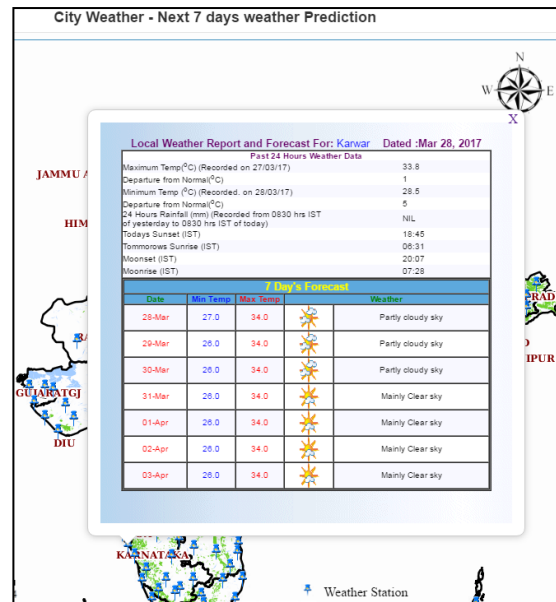 City Weather - Next 7 days weather Prediction
N
W E
X
Local Weather Report and Forecast For: Karwar Dated :Mar 28, 2017
Past 24 Hours Weather Data
Maximum Temp(°C) (Recorded on 27/03/17) 33.8
Departure from Normal(°C) 1
Minimum Temp (°C) (Recorded. on 28/03/17) 28.5
Departure from Normal(°C) 5
24 Hours Rainfall (mm) (Recorded from 0830 hrs IST
of yesterday to 0830 hrs IST of today) NIL
Todays Sunset (IST) 18:45
Tommorows Sunrise (IST) 06:31
Moonset (IST) 20:07
Moonrise (IST) 07:28
7 Day's Forecast
Date Min Temp Max Temp Weather
28-Mar 27.0 34.0 Partly cloudy sky
29-Mar 26.0 34.0 Partly cloudy sky
30-Mar 26.0 34.0 Partly cloudy sky
31-Mar 26.0 34.0 Mainly Clear sky
01-Apr 26.0 34.0 Mainly Clear sky
02-Apr 26.0 34.0 Mainly Clear sky
03-Apr 26.0 34.0 Mainly Clear sky
JAMMU A
HIM
RA
GUJARATGJ
DIU
RAD
IPUR
KARNATAKA
Weather Station